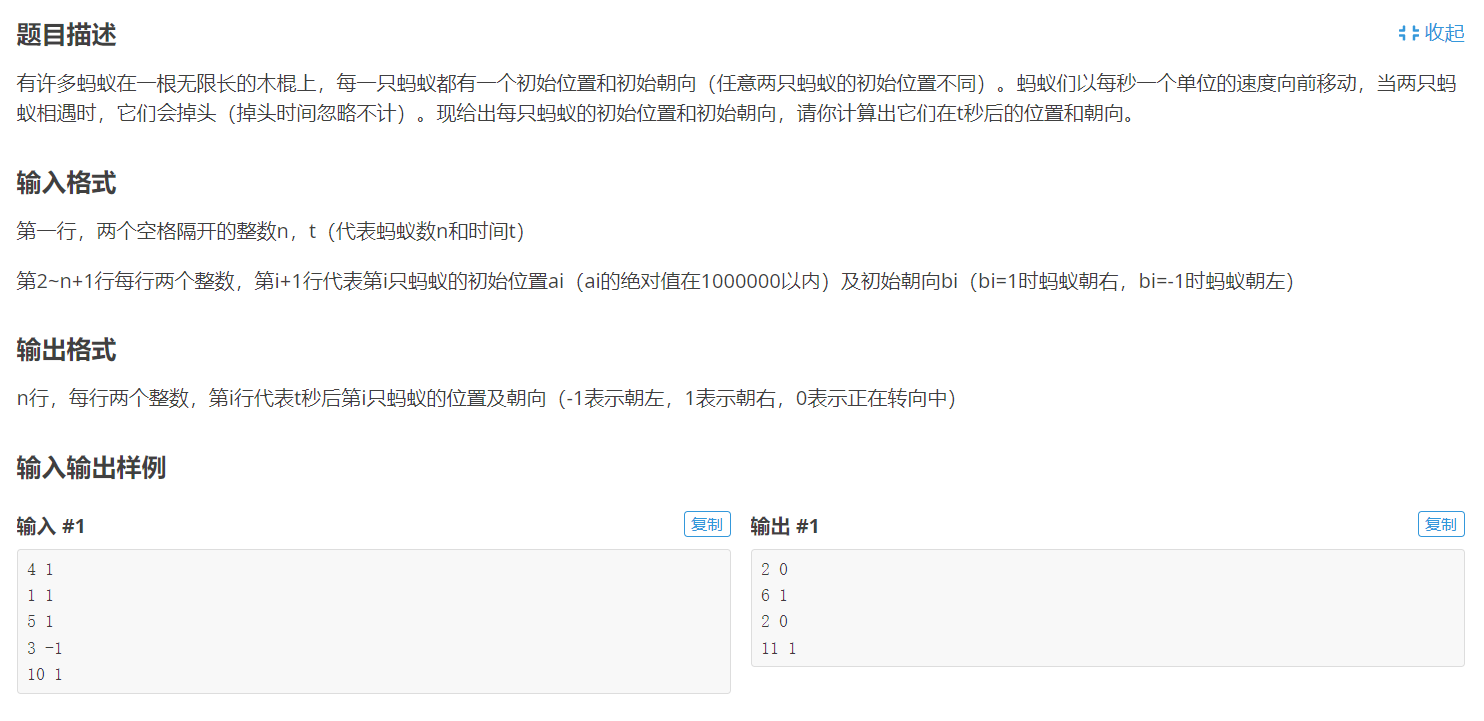 题目描述
收起
有许多蚂蚁在一根无限长的木棍上，每一只蚂蚁都有一个初始位置和初始朝向（任意两只蚂蚁的初始位置不同）。蚂蚁们以每秒一个单位的速度向前移动，当两只蚂
蚁相遇时，它们会掉头（掉头时间忽略不计）。现给出每只蚂蚁的初始位置和初始朝向，请你计算出它们在t秒后的位置和朝向。
输入格式
第一行，两个空格隔开的整数n，t（代表蚂蚁数n和时间t）
第2~n+1行每行两个整数，第i+1行代表第i只蚂蚁的初始位置ai（ai的绝对值在1000000以内）及初始朝向bi（bi=1时蚂蚁朝右，bi=-1时蚂蚁朝左）
输出格式
n行，每行两个整数，第i行代表t秒后第i只蚂蚁的位置及朝向（-1表示朝左，1表示朝右，0表示正在转向中）
输入输出样例
输入 #1
复制
4 1
1 1
5 1
3 -1
10 1
输出 #1
复制
2 0
6 1
2 0
11 1